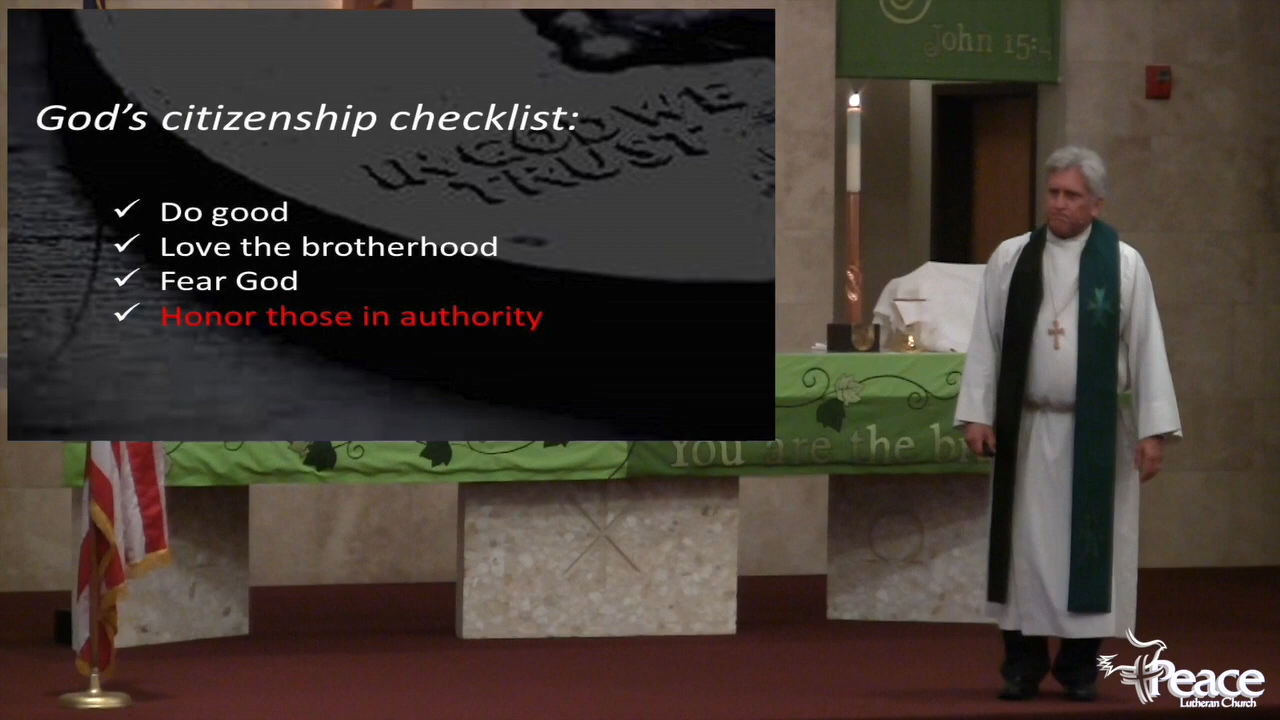 God's citizenship checklist:
IN GOD WE
TRUST
✓ Do good
✓ Love the brotherhood
✓ Fear God
✓ Honor those in authority
John 15:
You are the
Peace
Lutheran Church